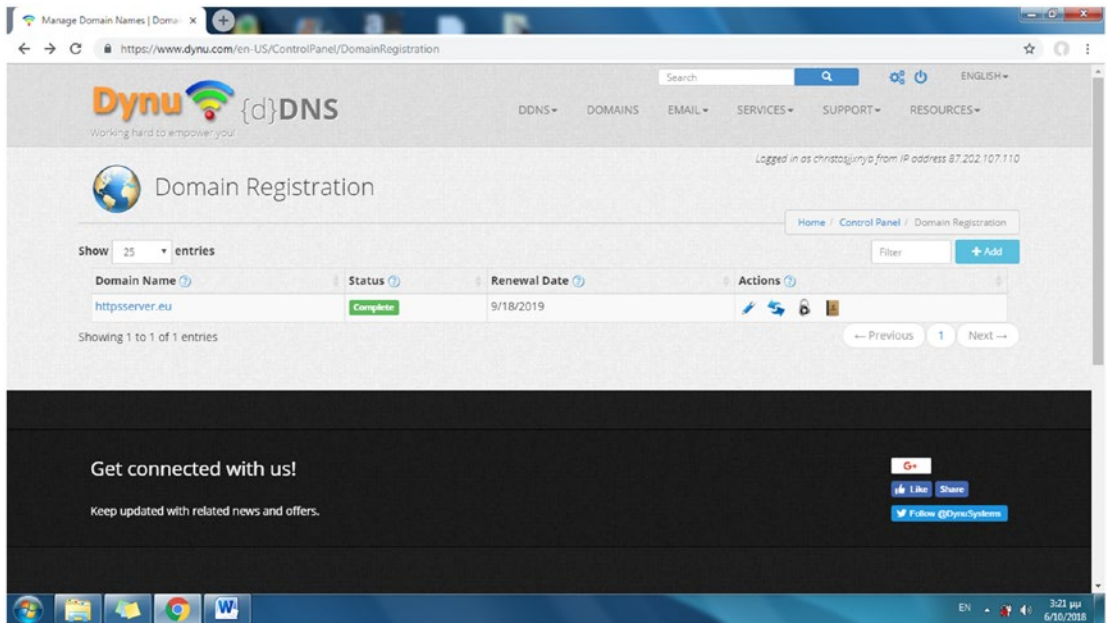 Manage Domain Names | Doma
https://www.dynu.com/en-US/ControlPanel/DomainRegistration
Search
ENGLISH
Dynu {d}DNS
Working hard to empower you!
DDNS DOMAINS EMAIL SERVICES SUPPORT RESOURCES
Logged in as from IP address 87.202.107.110
Domain Registration
Home / Control Panel / Domain Registration
Show 25 entries
Filter + Add
Domain Name Status Renewal Date Actions
httpsserver.eu Complete 9/18/2019
Showing 1 to 1 of 1 entries
← Previous 1 Next →
Get connected with us!
G+
Like Share
Keep updated with related news and offers.
Follow @DynuSystems
EN 3:21 μμ
6/10/2018